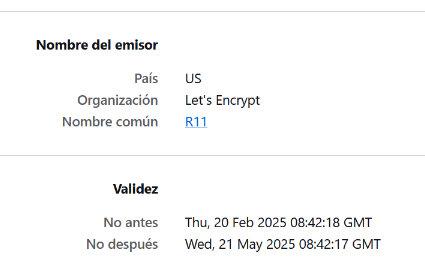 Nombre del emisor
País US
Organización Let's Encrypt
Nombre común R11
Validez
No antes Thu, 20 Feb 2025 08:42:18 GMT
No después Wed, 21 May 2025 08:42:17 GMT